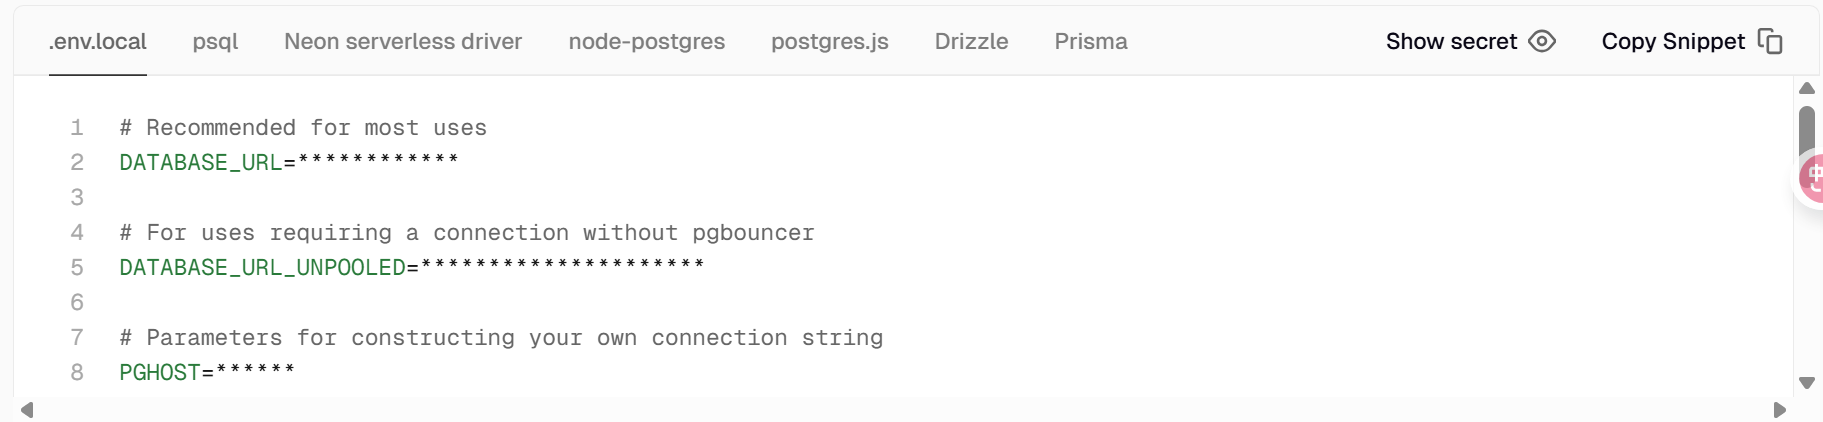 .env.local psql Neon serverless driver node-postgres postgres.js Drizzle Prisma Show secret Copy Snippet
1 # Recommended for most uses
2 DATABASE_URL=************
3
4 # For uses requiring a connection without pgbouncer
5 DATABASE_URL_UNPOOLED=*********************
6
7 # Parameters for constructing your own connection string
8 PGHOST=******